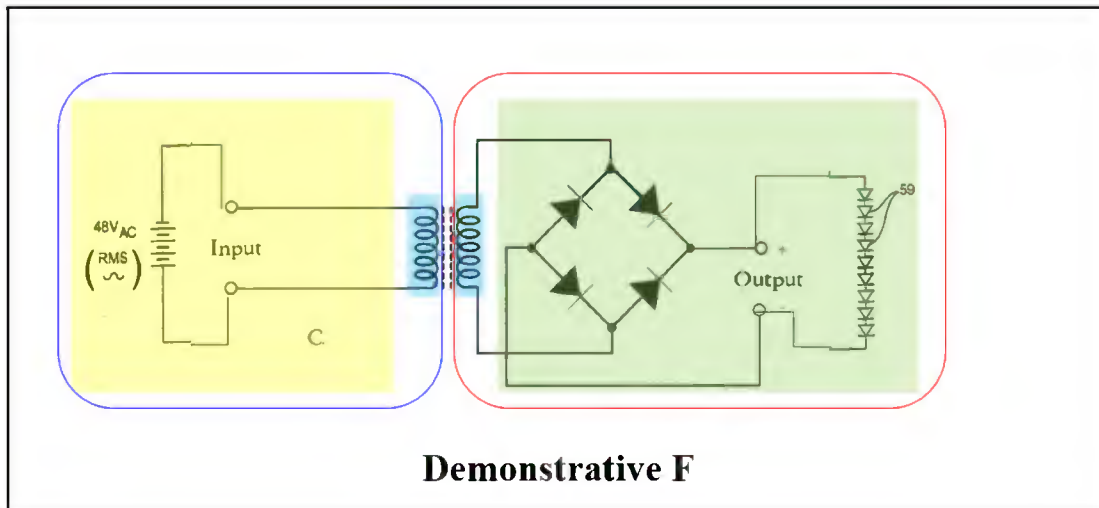 48VAC
(RMS
~)
Input
C.
+
Output
-
59
Demonstrative F